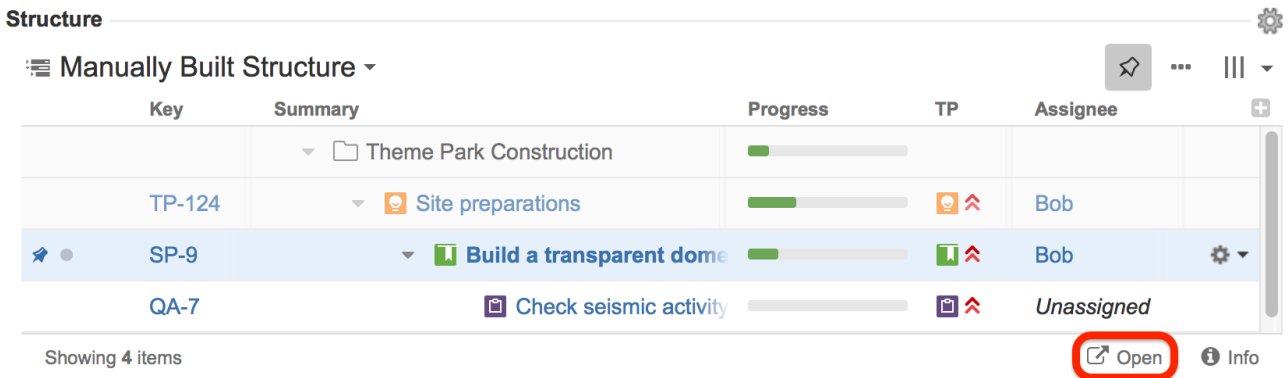 Structure
Manually Built Structure
Key Summary Progress TP Assignee
Theme Park Construction
TP-124 Site preparations Bob
SP-9 Build a transparent dome Bob
QA-7 Check seismic activity Unassigned
Showing 4 items Open Info